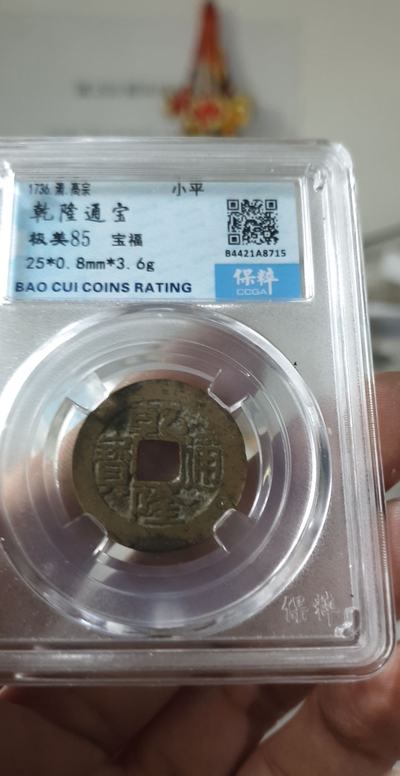 1736 清.高宗 小平
乾隆通宝
极美85 宝福
25*0.8mm*3.6g
B4421A8715
保粹
CCGA
BAO CUI COINS RATING
乾隆通寳
保粹